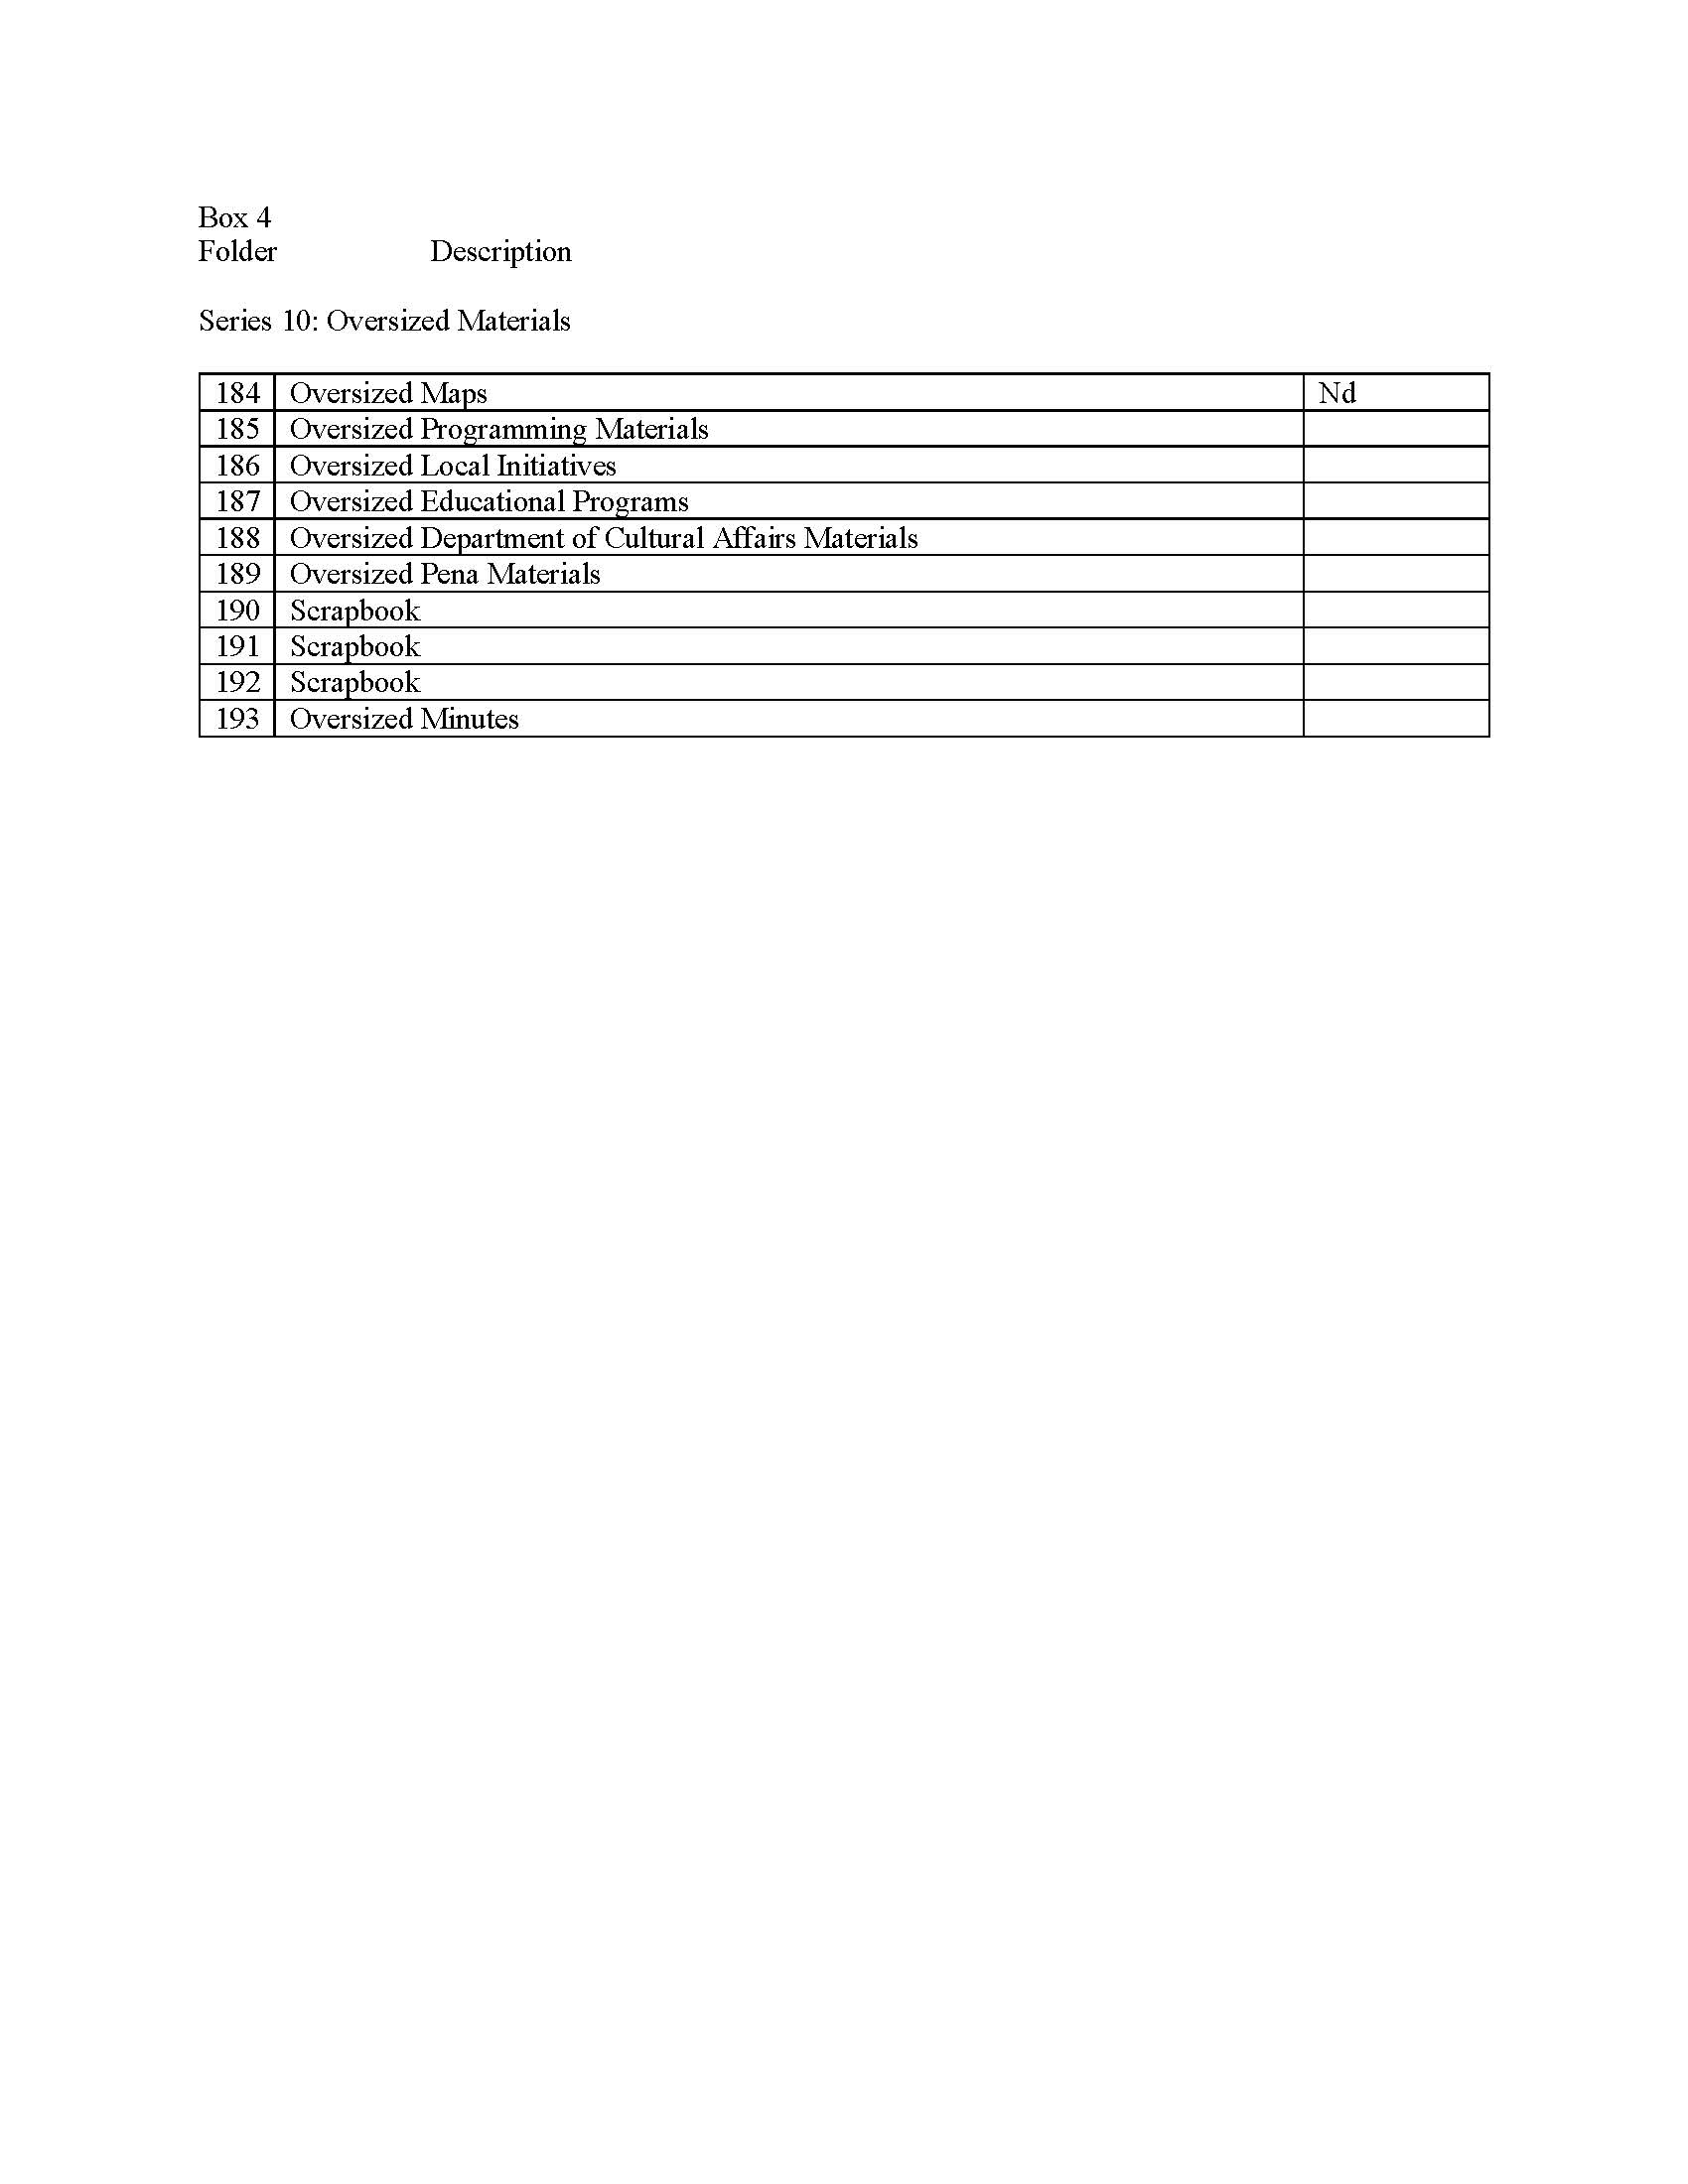 Box 4
Folder Description
Series 10: Oversized Materials
184 Oversized Maps Nd
185 Oversized Programming Materials
186 Oversized Local Initiatives
187 Oversized Educational Programs
188 Oversized Department of Cultural Affairs Materials
189 Oversized Pena Materials
190 Scrapbook
191 Scrapbook
192 Scrapbook
193 Oversized Minutes